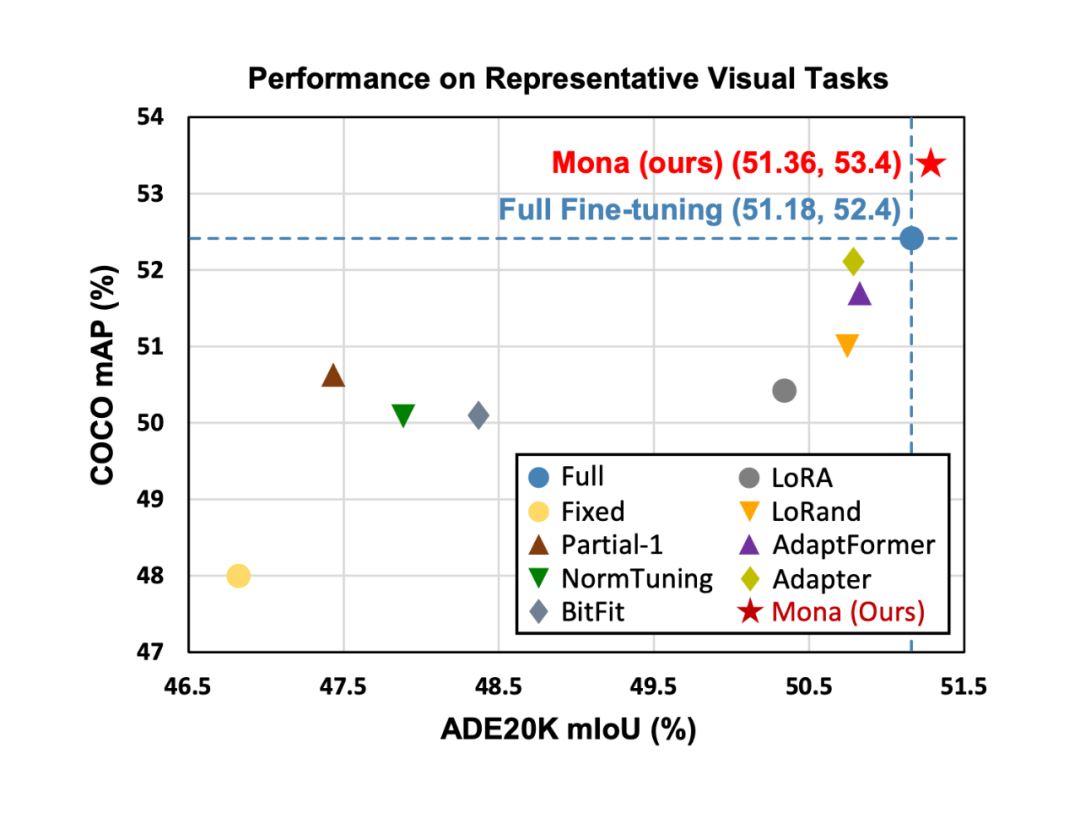 Performance on Representative Visual Tasks
54
53
52
51
50
49
48
47
COCO mAP (%)
Mona (ours) (51.36, 53.4)
Full Fine-tuning (51.18, 52.4)
Full
Fixed
Partial-1
NormTuning
BitFit
LoRA
LoRand
AdaptFormer
Adapter
Mona (Ours)
46.5 47.5 48.5 49.5 50.5 51.5
ADE20K mIoU (%)